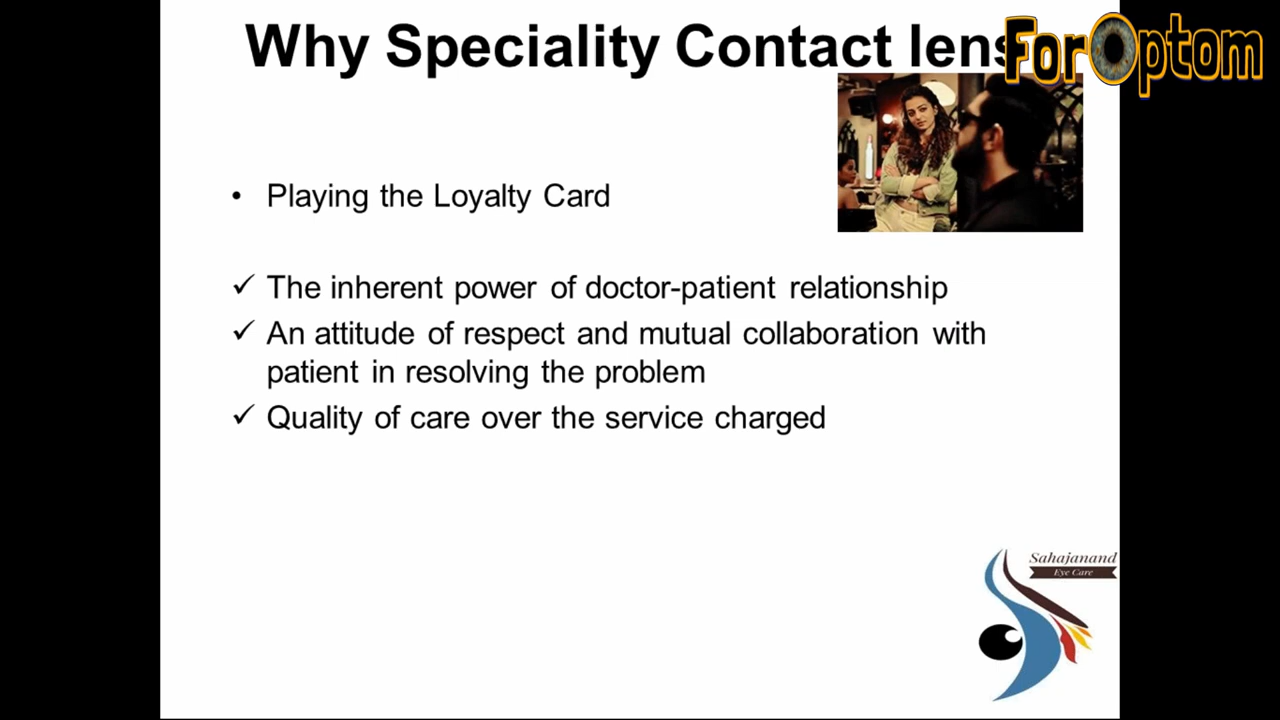 Why Speciality Contact lens
ForOptom
• Playing the Loyalty Card
✓ The inherent power of doctor-patient relationship
✓ An attitude of respect and mutual collaboration with
patient in resolving the problem
✓ Quality of care over the service charged
Sahajanand
Eye Care